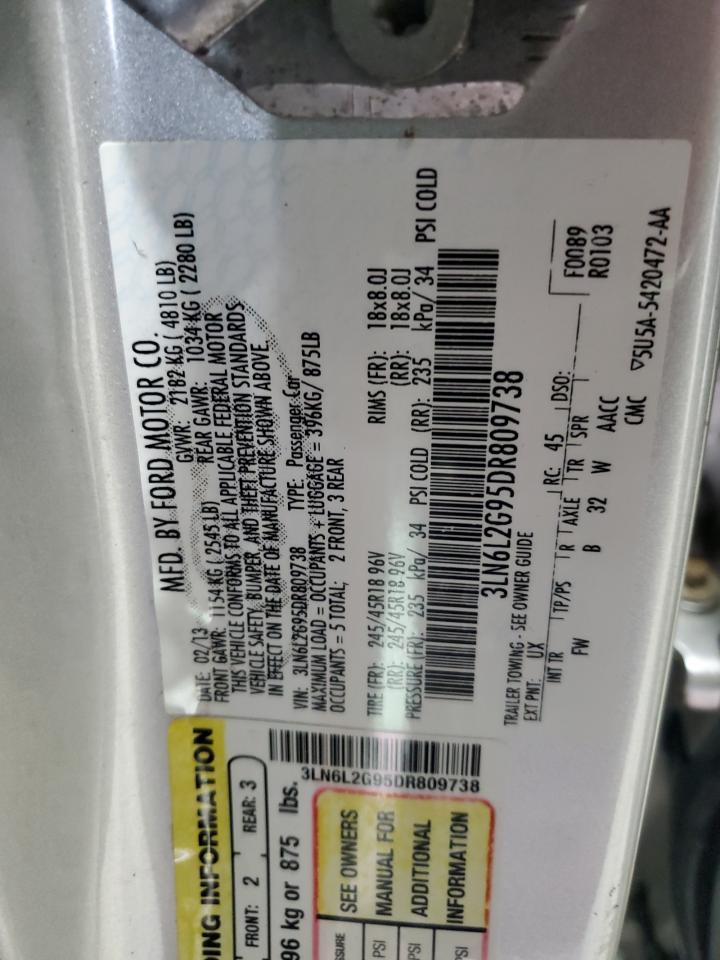 MFD. BY FORD MOTOR CO.
DATE: 02/13 GVWR: 2182 KG ( 4810 LB)
FRONT GAWR: 1154 KG ( 2545 LB) REAR GAWR: 1034 KG ( 2280 LB)
THIS VEHICLE CONFORMS TO ALL APPLICABLE FEDERAL MOTOR
VEHICLE SAFETY, BUMPER, AND THEFT PREVENTION STANDARDS
IN EFFECT ON THE DATE OF MANUFACTURE SHOWN ABOVE.
VIN: 3LN6L2G95DR809738 TYPE: Passenger Car
MAXIMUM LOAD = OCCUPANTS + LUGGAGE = 396KG/ 875LB
OCCUPANTS = 5 TOTAL; 2 FRONT, 3 REAR
TIRE (FR): 245/45R18 96V RIMS (FR): 18x8.0J
(RR): 245/45R18 96V (RR): 18x8.0J
PRESSURE (FR): 235 kPa/ 34 PSI COLD (RR): 235 kPa/ 34 PSI COLD
3LN6L2G95DR809738
TRAILER TOWING - SEE OWNER GUIDE
EXT PNT: UX RC: 45 DSO: F0089
INT TR TP/PS R AXLE TR SPR R0103
FW B 32 W AACC
CMC
▽5U5A-5420472-AA
DING INFORMATION
FRONT: 2 REAR: 3
96 kg or 875 lbs.
3LN6L2G95DR809738
SSURE SEE OWNERS
PSI MANUAL FOR
PSI ADDITIONAL
PSI INFORMATION